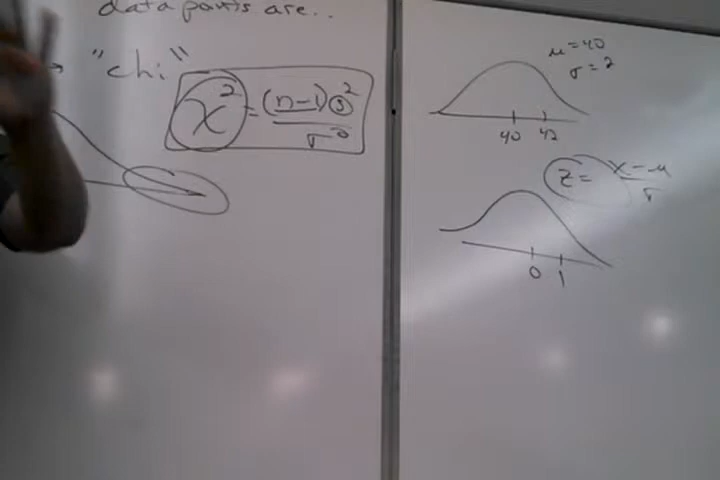 data points are..
→ "chi"
χ² = (n-1)s² / σ²
μ = 40
σ = 2
40 42
z = x - μ / σ
0 1